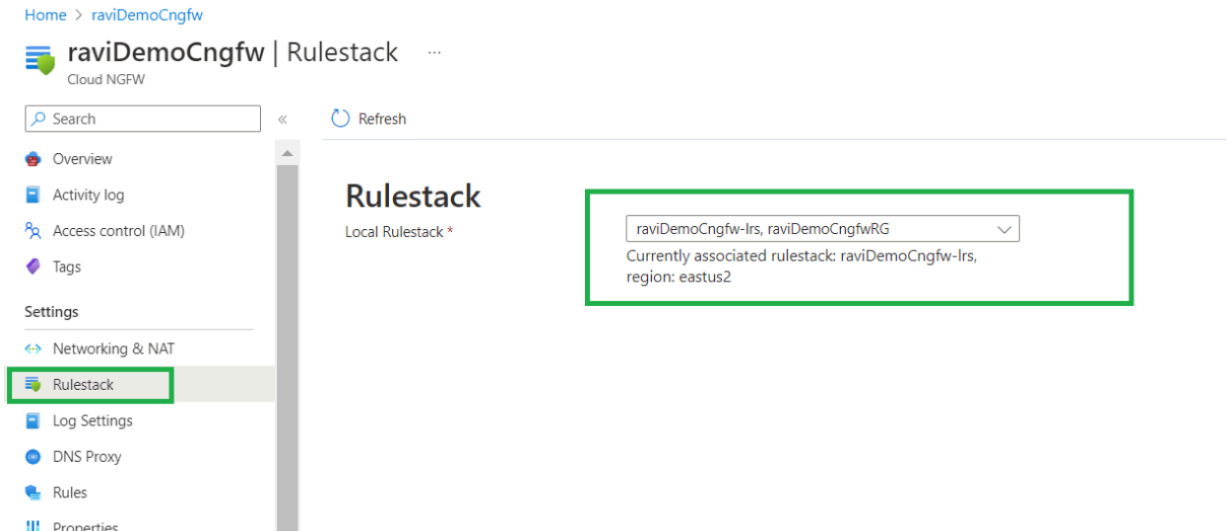 Home > raviDemoCngfw
raviDemoCngfw | Rulestack ...
Cloud NGFW
Search «
Refresh
Overview
Activity log
Access control (IAM)
Tags
Settings
Networking & NAT
Rulestack
Log Settings
DNS Proxy
Rules
Properties
Rulestack
Local Rulestack *
raviDemoCngfw-lrs, raviDemoCngfwRG
Currently associated rulestack: raviDemoCngfw-lrs,
region: eastus2